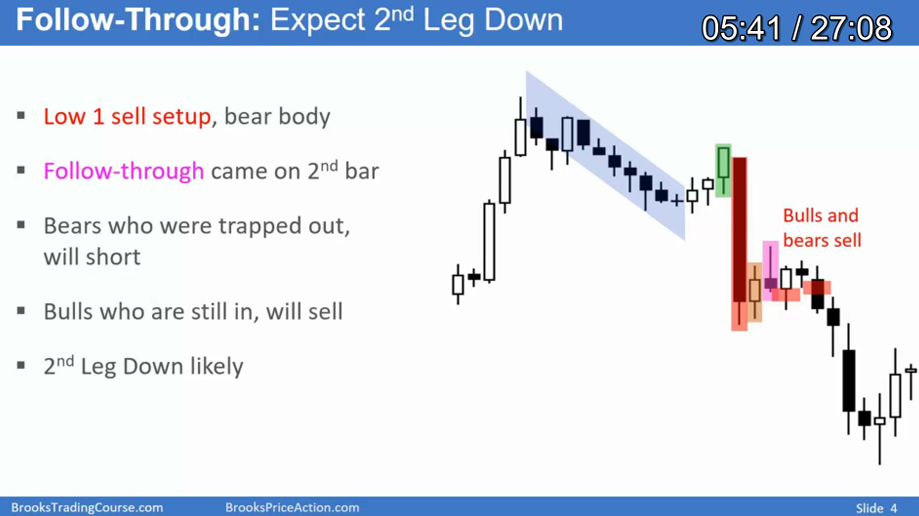 Follow-Through: Expect 2nd Leg Down
05:41 / 27:08
▪ Low 1 sell setup, bear body
▪ Follow-through came on 2nd bar
▪ Bears who were trapped out,
will short
▪ Bulls who are still in, will sell
▪ 2nd Leg Down likely
Bulls and
bears sell
BrooksTradingCourse.com
BrooksPriceAction.com
Slide 4